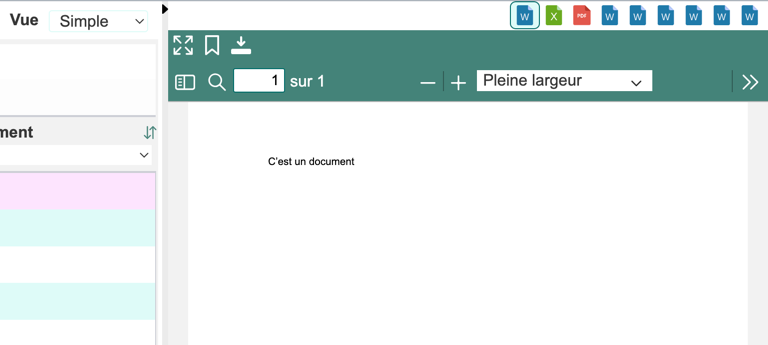 Vue Simple
W X PDF W W W W W W
1 sur 1 Pleine largeur
ment
C'est un document